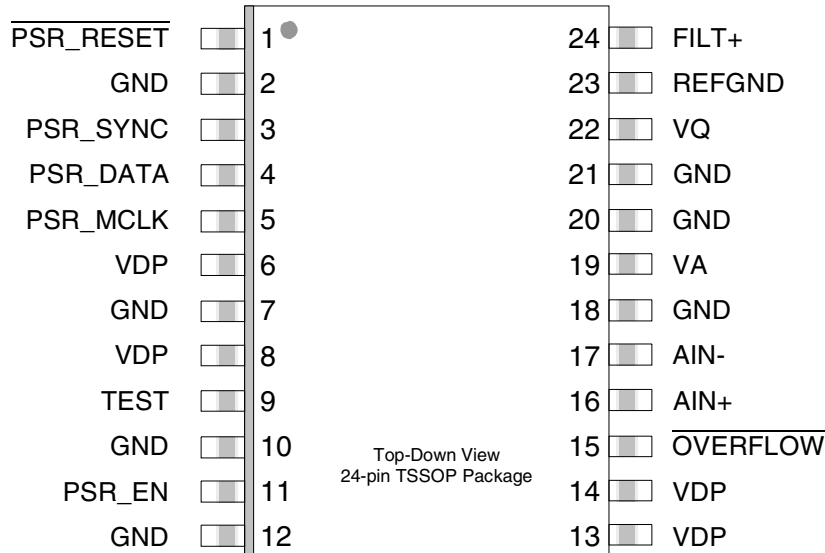 PSR_RESET 1 24 FILT+
GND 2 23 REFGND
PSR_SYNC 3 22 VQ
PSR_DATA 4 21 GND
PSR_MCLK 5 20 GND
VDP 6 19 VA
GND 7 18 GND
VDP 8 17 AIN-
TEST 9 16 AIN+
GND 10 15 OVERFLOW
PSR_EN 11 14 VDP
GND 12 13 VDP
Top-Down View
24-pin TSSOP Package